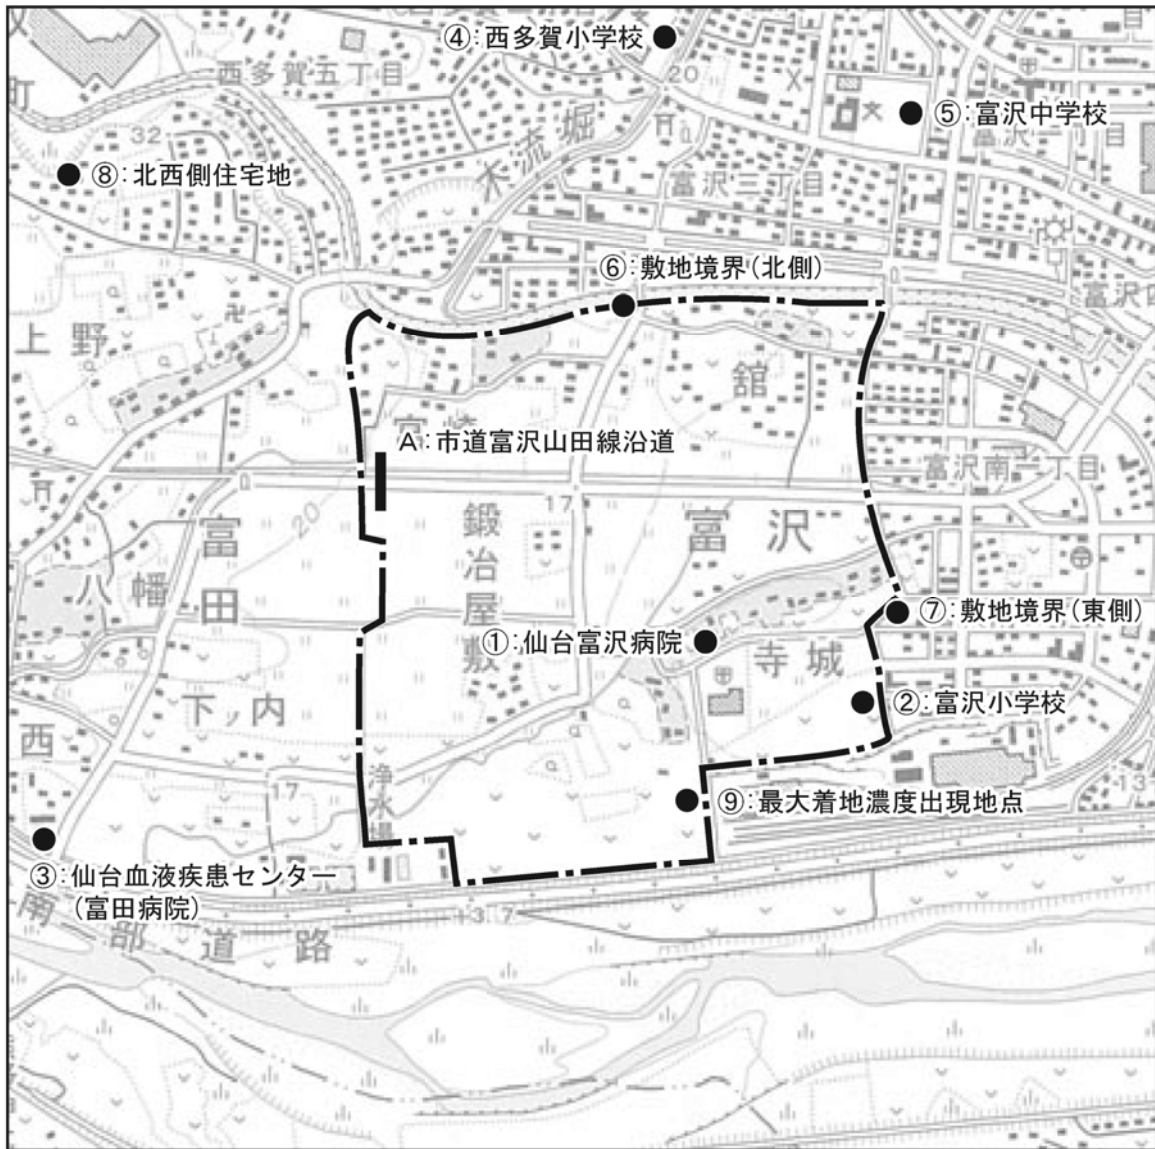 ④:西多賀小学校
西多賀五丁目
20
町
32
木流堀
⑤:富沢中学校
⑧:北西側住宅地
富沢三丁目
⑥:敷地境界(北側)
上野
舘
A:市道富沢山田線沿道
富沢南一丁目
20
17
富田
鍛冶屋敷
富沢
八幡
⑦:敷地境界(東側)
①:仙台富沢病院
寺城
②:富沢小学校
下ノ内
西
17
浄水場
13
⑨:最大着地濃度出現地点
③:仙台血液疾患センター
(富田病院)
13.7
南部道路